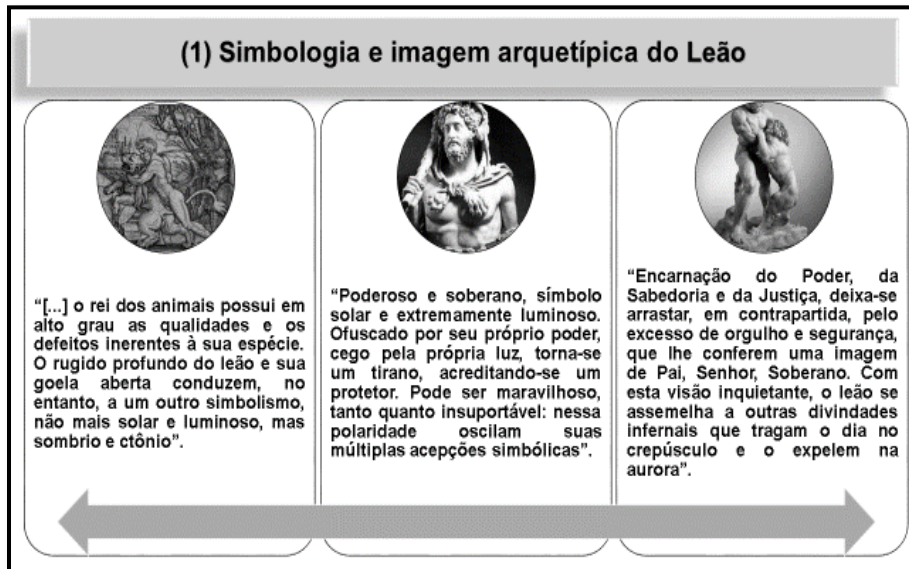 (1) Simbologia e imagem arquetípica do Leão
“[...] o rei dos animais possui em
alto grau as qualidades e os
defeitos inerentes à sua espécie.
O rugido profundo do leão e sua
goela aberta conduzem, no
entanto, a um outro simbolismo,
não mais solar e luminoso, mas
sombrio e ctônio”.
“Poderoso e soberano, símbolo
solar e extremamente luminoso.
Ofuscado por seu próprio poder,
cego pela própria luz, torna-se
um tirano, acreditando-se um
protetor. Pode ser maravilhoso,
tanto quanto insuportável: nessa
polaridade oscilam suas
múltiplas acepções simbólicas”.
“Encarnação do Poder, da
Sabedoria e da Justiça, deixa-se
arrastar, em contrapartida, pelo
excesso de orgulho e segurança,
que lhe conferem uma imagem
de Pai, Senhor, Soberano. Com
esta visão inquietante, o leão se
assemelha a outras divindades
infernais que tragam o dia no
crepúsculo e o expelem na
aurora”.